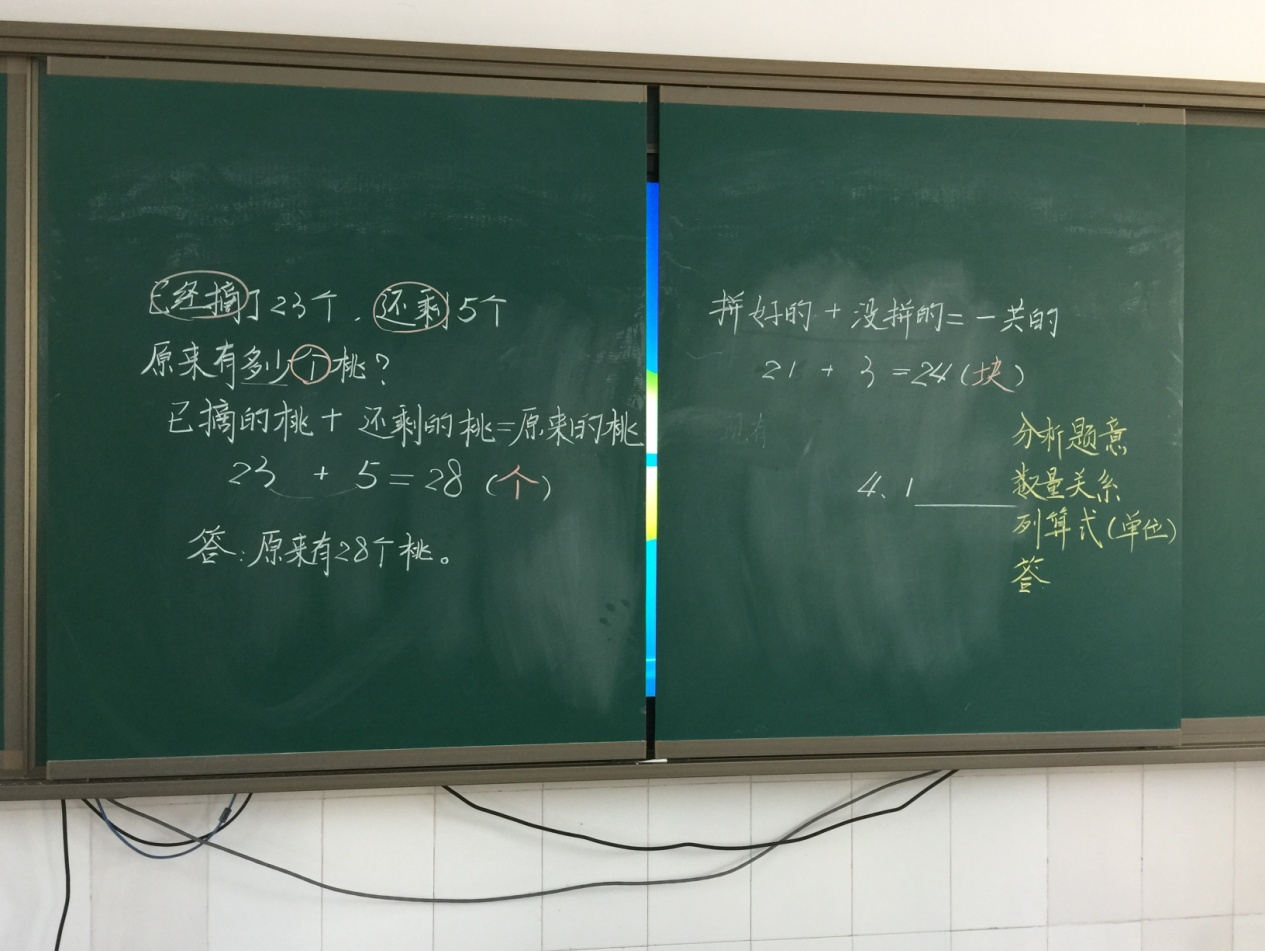 已经摘了23个，还剩5个
原来有多少个桃？
已摘的桃+还剩的桃=原来的桃
23 + 5 = 28 (个)
答：原来有28个桃。
拼好的+没拼的=一共的
21 + 3 = 24(块)
4、1
分析题意
数量关系
列算式(单位)
答